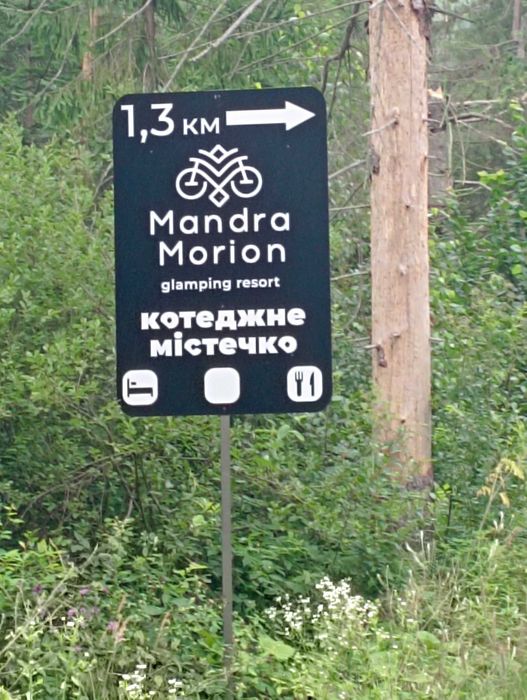 1,3 км
Mandra
Morion
glamping resort
котеджне
містечко